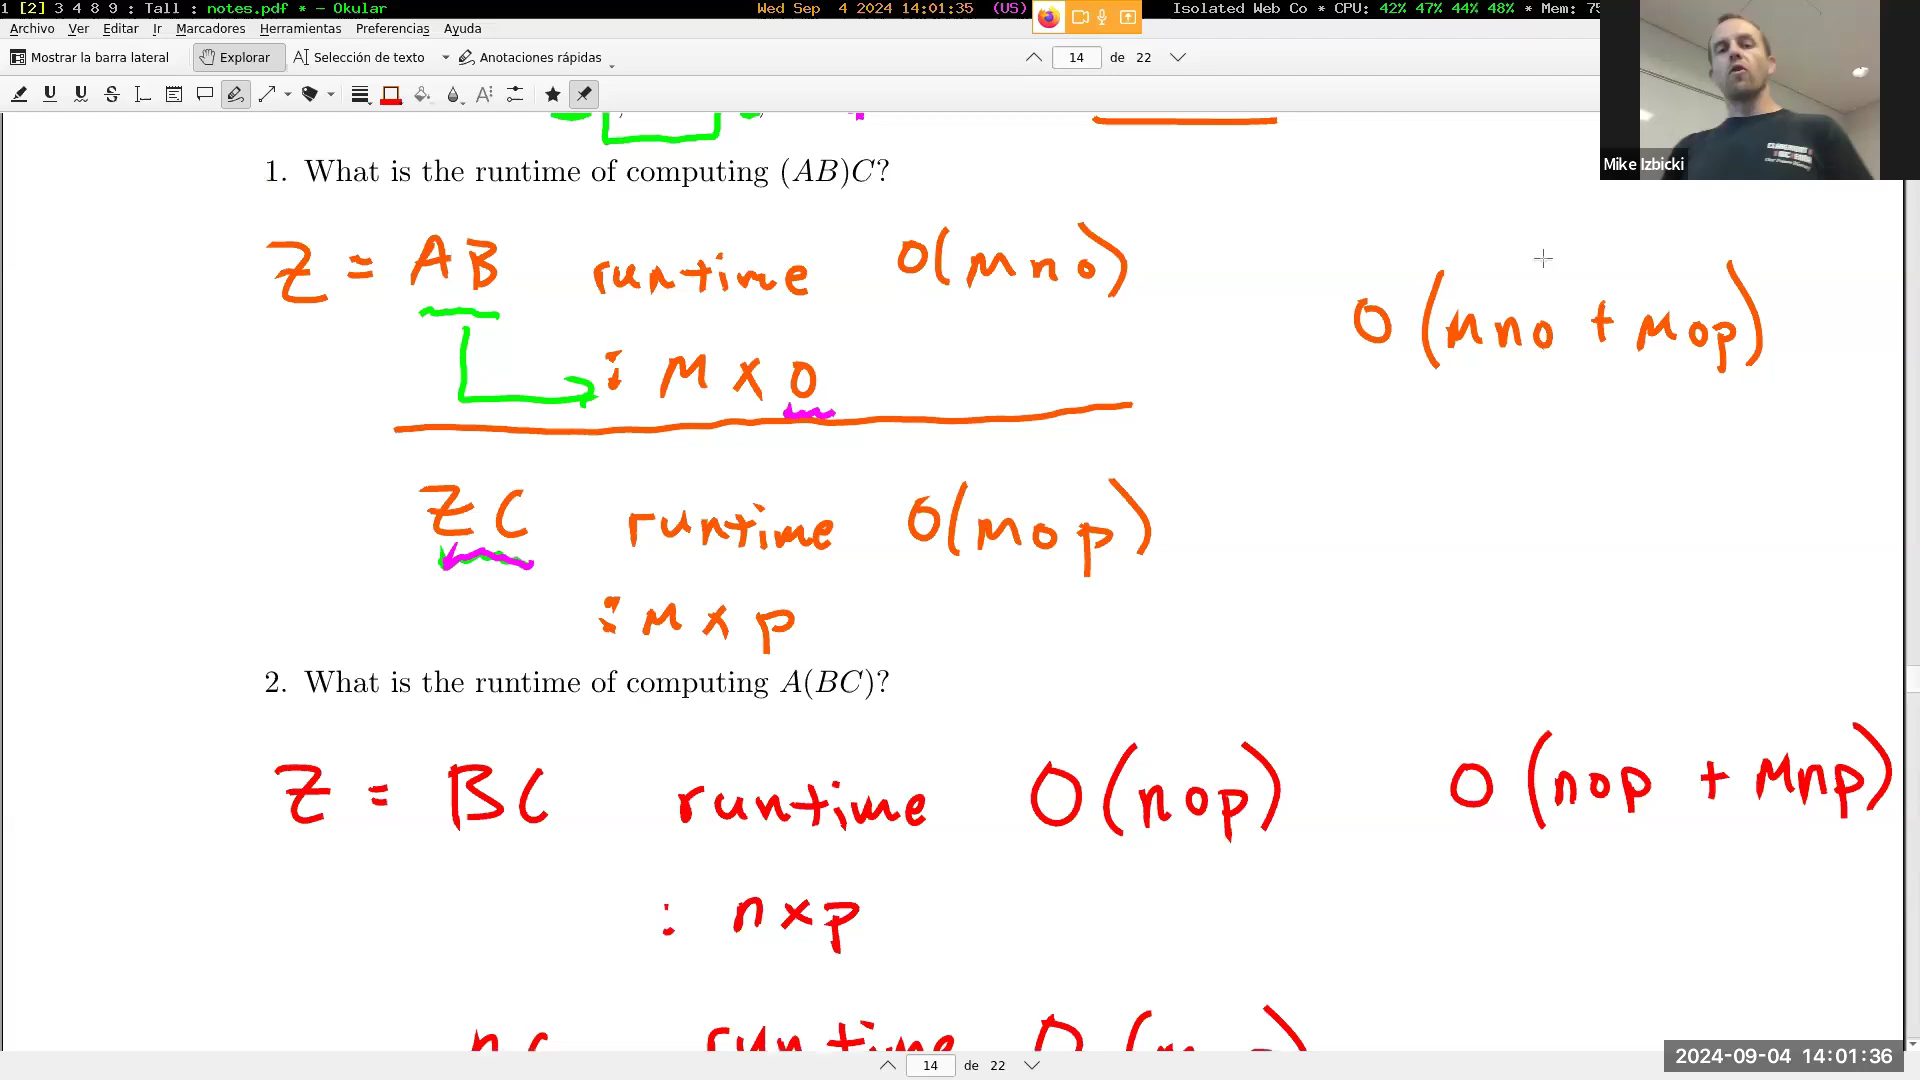 1 [2] 3 4 8 9 : Tall : notes.pdf * - Okular
Wed Sep 4 2024 14:01:35 (US)
Isolated Web Co * CPU: 42% 47% 44% 48% * Mem: 75
Archivo Ver Editar Ir Marcadores Herramientas Preferencias Ayuda
Mostrar la barra lateral Explorar Selección de texto Anotaciones rápidas
14 de 22
Mike Izbicki
1. What is the runtime of computing (AB)C?
Z = AB runtime O(mno)
O(mno + mop)
: m x o
ZC runtime O(mop)
: m x p
2. What is the runtime of computing A(BC)?
Z = BC runtime O(nop) O(nop + mnp)
: n x p
runtime O(
14 de 22
2024-09-04 14:01:36